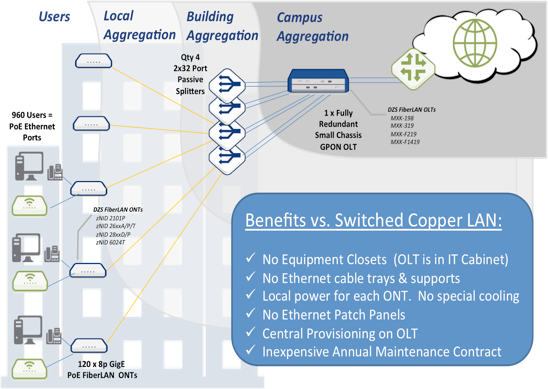 Users
Local
Aggregation
Building
Aggregation
Campus
Aggregation
Qty 4
2x32 Port
Passive
Splitters
960 Users =
PoE Ethernet
Ports
1 x Fully
Redundant
Small Chassis
GPON OLT
DZS FiberLAN OLTs
MXK-198
MXK-319
MXK-F219
MXK-F1419
DZS FiberLAN ONTs
zNID 2101P
zNID 26xxA/P/T
zNID 28xxD/P
zNID 6024T
120 x 8p GigE
PoE FiberLAN ONTs
Benefits vs. Switched Copper LAN:
✓ No Equipment Closets (OLT is in IT Cabinet)
✓ No Ethernet cable trays & supports
✓ Local power for each ONT. No special cooling
✓ No Ethernet Patch Panels
✓ Central Provisioning on OLT
✓ Inexpensive Annual Maintenance Contract